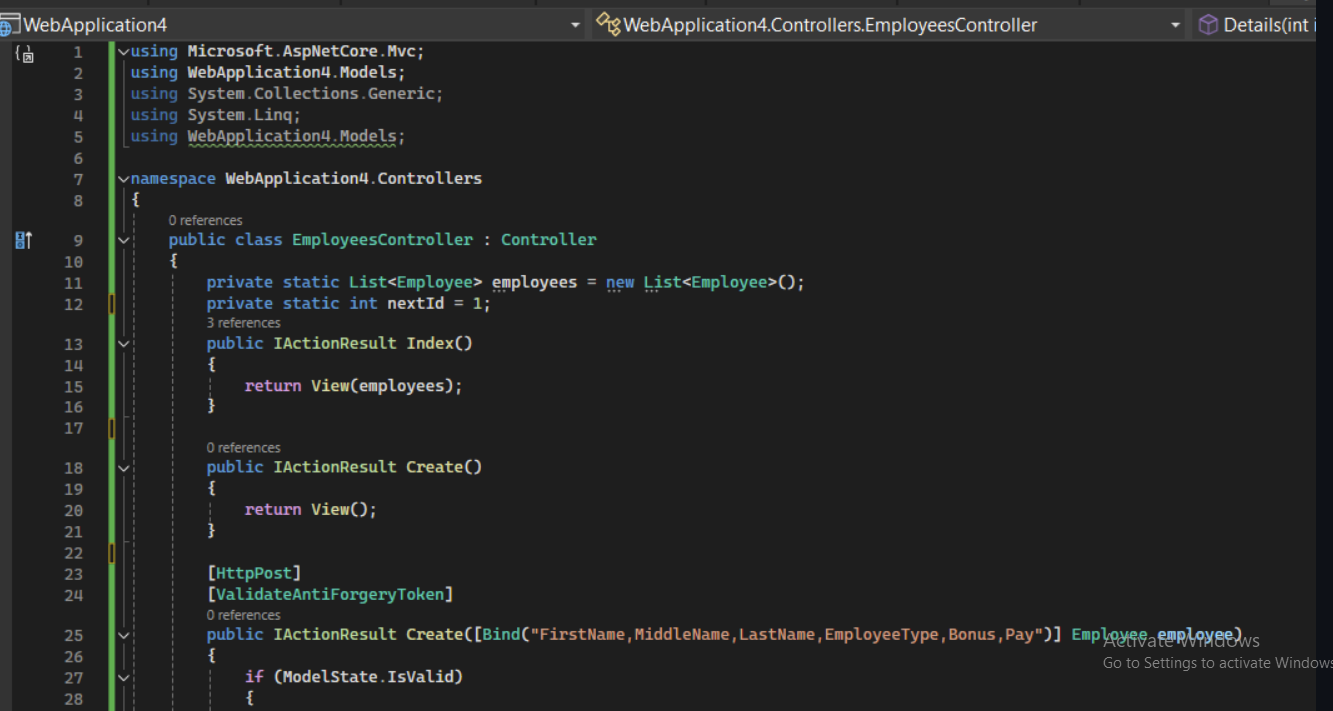 WebApplication4 WebApplication4.Controllers.EmployeesController Details(int i
1 using Microsoft.AspNetCore.Mvc;
2 using WebApplication4.Models;
3 using System.Collections.Generic;
4 using System.Linq;
5 using WebApplication4.Models;
6
7 namespace WebApplication4.Controllers
8 {
0 references
9 public class EmployeesController : Controller
10 {
11 private static List<Employee> employees = new List<Employee>();
12 private static int nextId = 1;
3 references
13 public IActionResult Index()
14 {
15 return View(employees);
16 }
17
0 references
18 public IActionResult Create()
19 {
20 return View();
21 }
22
23 [HttpPost]
24 [ValidateAntiForgeryToken]
0 references
25 public IActionResult Create([Bind("FirstName,MiddleName,LastName,EmployeeType,Bonus,Pay")] Employee employee)
26 {
Activate Windows
27 if (ModelState.IsValid)
Go to Settings to activate Windows
28 {